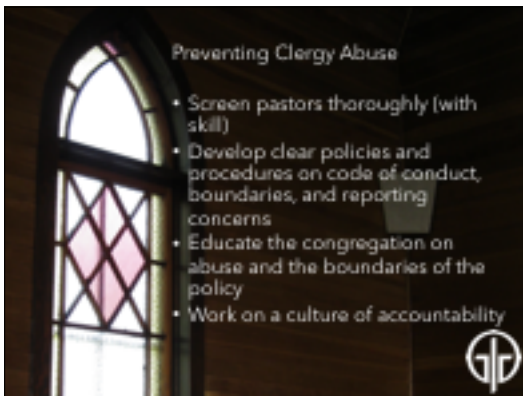 Preventing Clergy Abuse
• Screen pastors thoroughly (with
skill)
• Develop clear policies and
procedures on code of conduct,
boundaries, and reporting
concerns
• Educate the congregation on
abuse and the boundaries of the
policy
• Work on a culture of accountability